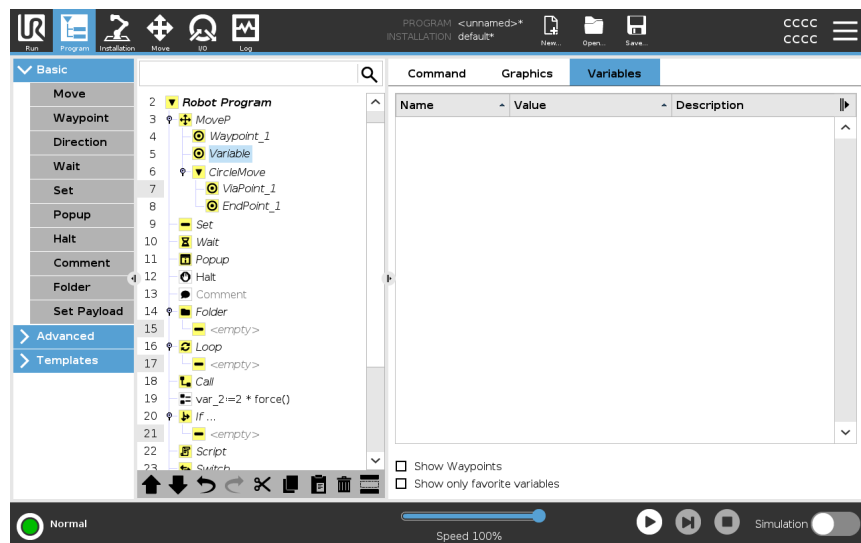 PROGRAM <unnamed>*
INSTALLATION default*
CCCC
CCCC
Run Program Installation Move I/O Log New... Open... Save...
Basic
Move
Waypoint
Direction
Wait
Set
Popup
Halt
Comment
Folder
Set Payload
Advanced
Templates
2 Robot Program
3 MoveP
4 Waypoint_1
5 Variable
6 CircleMove
7 ViaPoint_1
8 EndPoint_1
9 Set
10 Wait
11 Popup
12 Halt
13 Comment
14 Folder
15 <empty>
16 Loop
17 <empty>
18 Call
19 var_2:=2 * force()
20 If ...
21 <empty>
22 Script
23 Switch
Command Graphics Variables
Name Value Description
Show Waypoints
Show only favorite variables
Normal
Speed 100%
Simulation